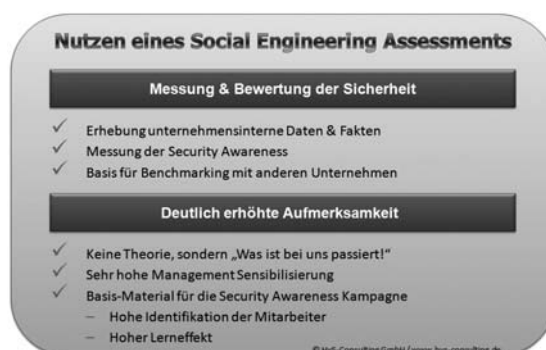 Nutzen eines Social Engineering Assessments
Messung & Bewertung der Sicherheit
✓ Erhebung unternehmensinterne Daten & Fakten
✓ Messung der Security Awareness
✓ Basis für Benchmarking mit anderen Unternehmen
Deutlich erhöhte Aufmerksamkeit
✓ Keine Theorie, sondern „Was ist bei uns passiert!“
✓ Sehr hohe Management Sensibilisierung
✓ Basis-Material für die Security Awareness Kampagne
– Hohe Identifikation der Mitarbeiter
– Hoher Lerneffekt